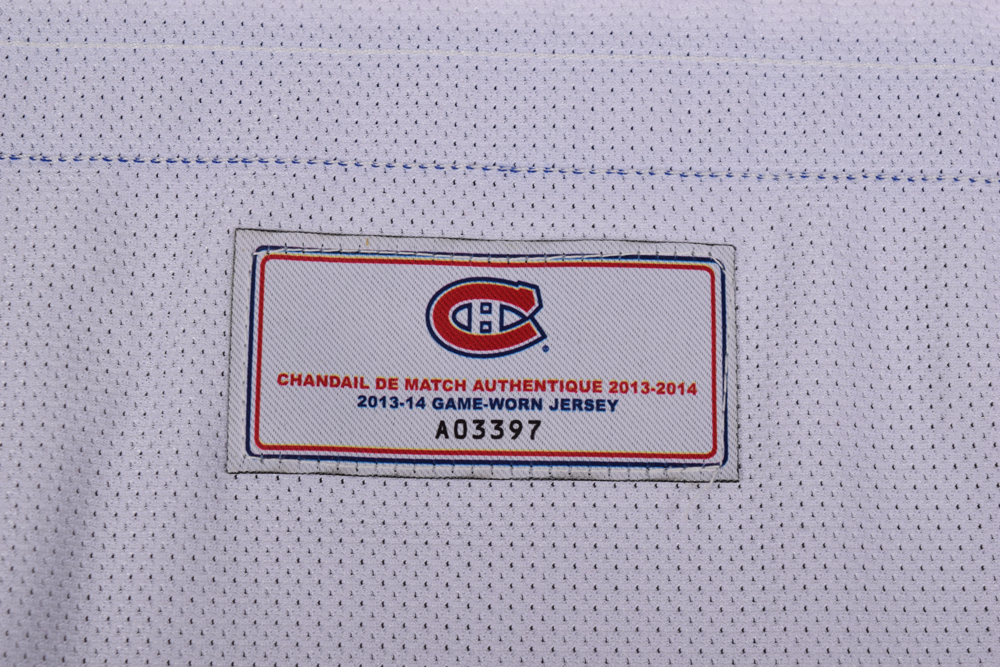 CHANDAIL DE MATCH AUTHENTIQUE 2013-2014
2013-14 GAME-WORN JERSEY
A03397